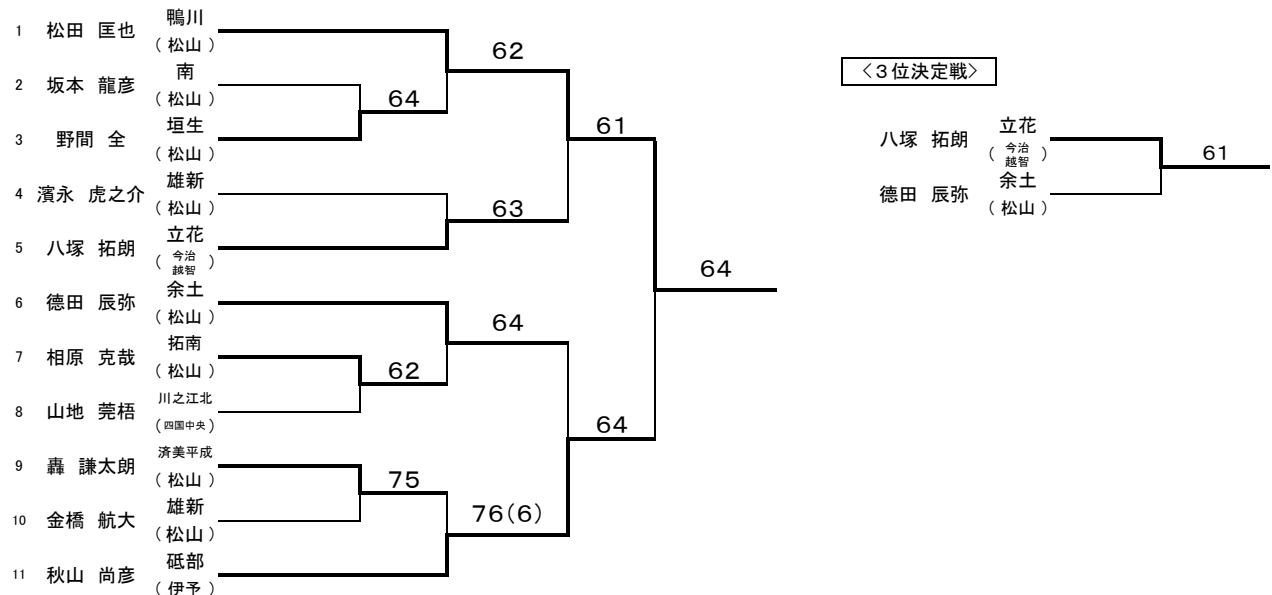 1 松田 匡也 鴨川
(松山)
62
2 坂本 龍彦 南
(松山)
64
3 野間 全 垣生
(松山)
61
4 濱永 虎之介 雄新
(松山)
63
5 八塚 拓朗 立花
(今治越智)
64
6 德田 辰弥 余土
(松山)
64
7 相原 克哉 拓南
(松山)
62
8 山地 莞梧 川之江北
(四国中央)
64
9 轟 謙太朗 済美平成
(松山)
75
10 金橋 航大 雄新
(松山)
76(6)
11 秋山 尚彦 砥部
(伊予)
<3位決定戦>
八塚 拓朗 立花
(今治越智)
61
德田 辰弥 余土
(松山)